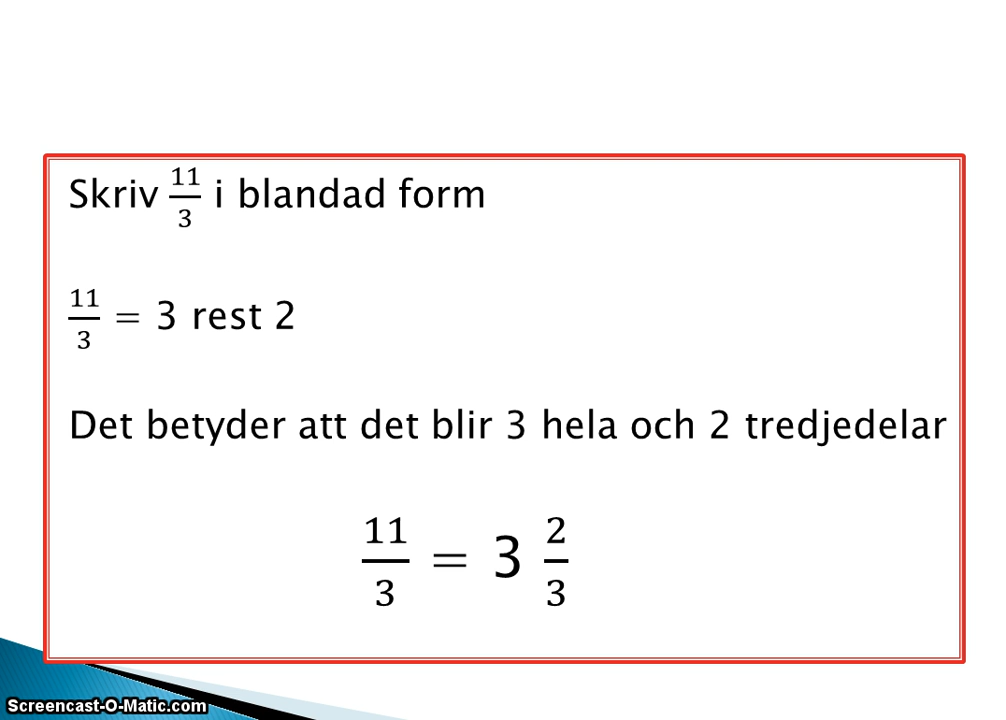 Skriv 11/3 i blandad form
11/3 = 3 rest 2
Det betyder att det blir 3 hela och 2 tredjedelar
11/3 = 3 2/3
Screencast-O-Matic.com